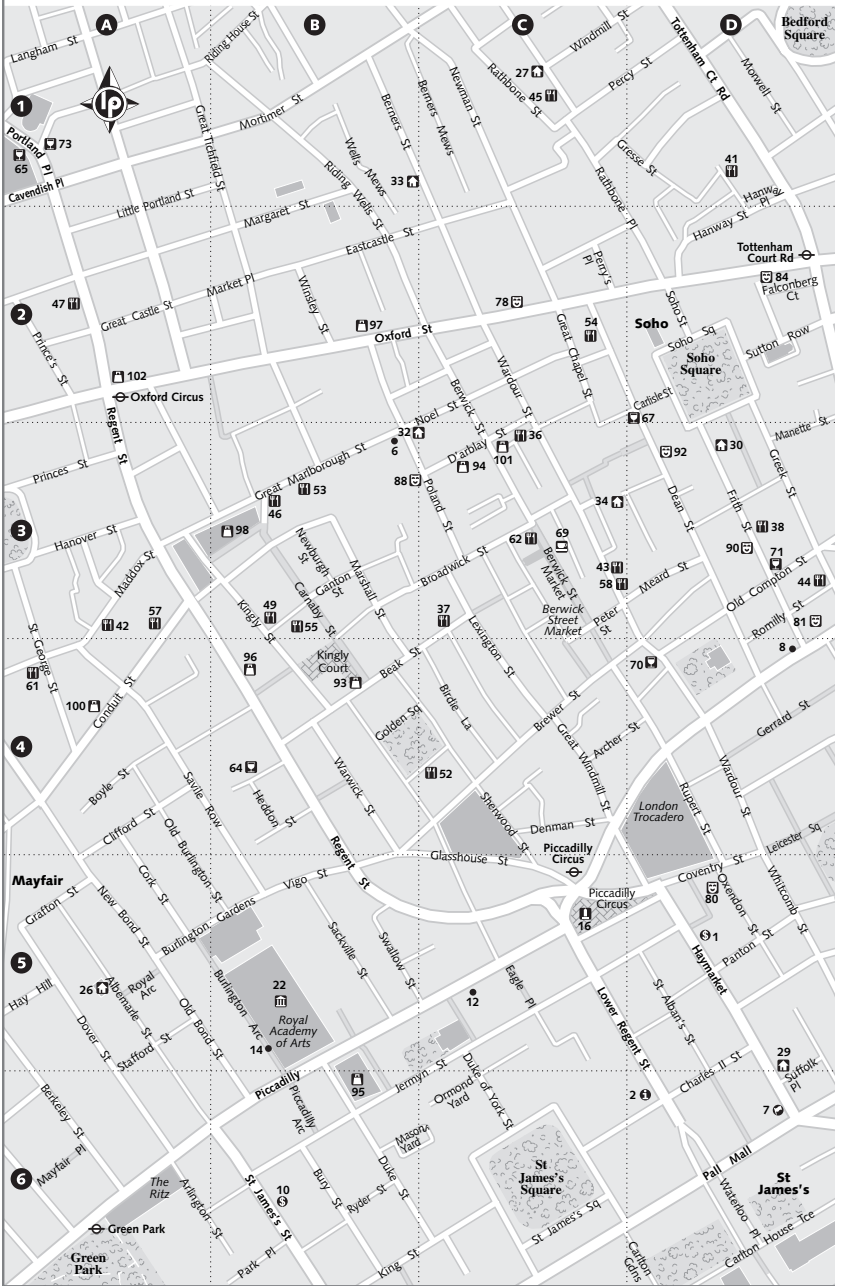 A
B
C
D
Bedford
Square
Langham St
Riding House St
Windmill St
27
Rathbone St
45
Percy St
Tottenham Ct Rd
Morwell St
lp
1
Portland Pl
73
65
Cavendish Pl
Great Titchfield St
Mortimer St
Berners St
Berners Mews
Newman St
Wells Mews
Riding
Wells St
33
Gresse St
41
Hanway Pl
Rathbone Pl
Little Portland St
Margaret St
Eastcastle St
Hanway St
Perry's Pl
Tottenham
Court Rd
84
Falconberg
Ct
Market Pl
Winsley St
47
Great Castle St
2
Prince's St
97
Oxford St
78
54
Great Chapel St
Soho
Soho St
Soho Sq
Soho
Square
Sutton Row
102
Oxford Circus
Regent St
Berwick St
Wardour St
Carlisle St
67
Noel St
32
6
D'arblay St
36
101
94
92
30
Manette St
Greek St
Princes St
Great Marlborough St
53
46
88
Poland St
Dean St
Frith St
34
38
3
Hanover St
98
Newburgh St
Marshall St
Ganton St
Carnaby St
Broadwick St
62
69
Berwick St
Market
90
71
43
58
Meard St
44
Old Compton St
Maddox St
Kingly St
49
55
37
Lexington St
Berwick
Street
Market
Peter St
Romilly St
81
42
57
St George St
61
96
Kingly
Court
93
Beak St
70
8
100
Conduit St
Golden Sq
Birdie La
Brewer St
Great Windmill St
Archer St
Gerrard St
4
64
Heddon St
Warwick St
52
Boyle St
Savile Row
Sherwood St
Denman St
London
Trocadero
Rupert St
Wardour St
Clifford St
Old Burlington St
Regent St
Glasshouse St
Piccadilly
Circus
Leicester Sq
Mayfair
Cork St
Vigo St
Coventry St
Oxendon St
Whitcomb St
Grafton St
New Bond St
Burlington Gardens
Piccadilly
Circus
80
16
1
Panton St
5
Sackville St
Swallow St
Haymarket
Hay Hill
26
Albemarle St
Royal Arc
22
Royal
Academy
of Arts
Burlington Arc
12
Eagle Pl
St Alban's St
Lower Regent St
Dover St
Stafford St
Old Bond St
14
29
Suffolk Pl
Charles II St
Piccadilly
95
Jermyn St
Duke of York St
Ormond
Yard
2
7
Berkeley St
Piccadilly Arc
Mason's
Yard
Pall Mall
6
Mayfair Pl
The
Ritz
St James's St
Bury St
Duke St
Ryder St
St
James's
Square
St
James's
Waterloo Pl
10
Arlington St
Green Park
St James's Sq
Green
Park
Park Pl
King St
Carlton Gdns
Carlton House Tce